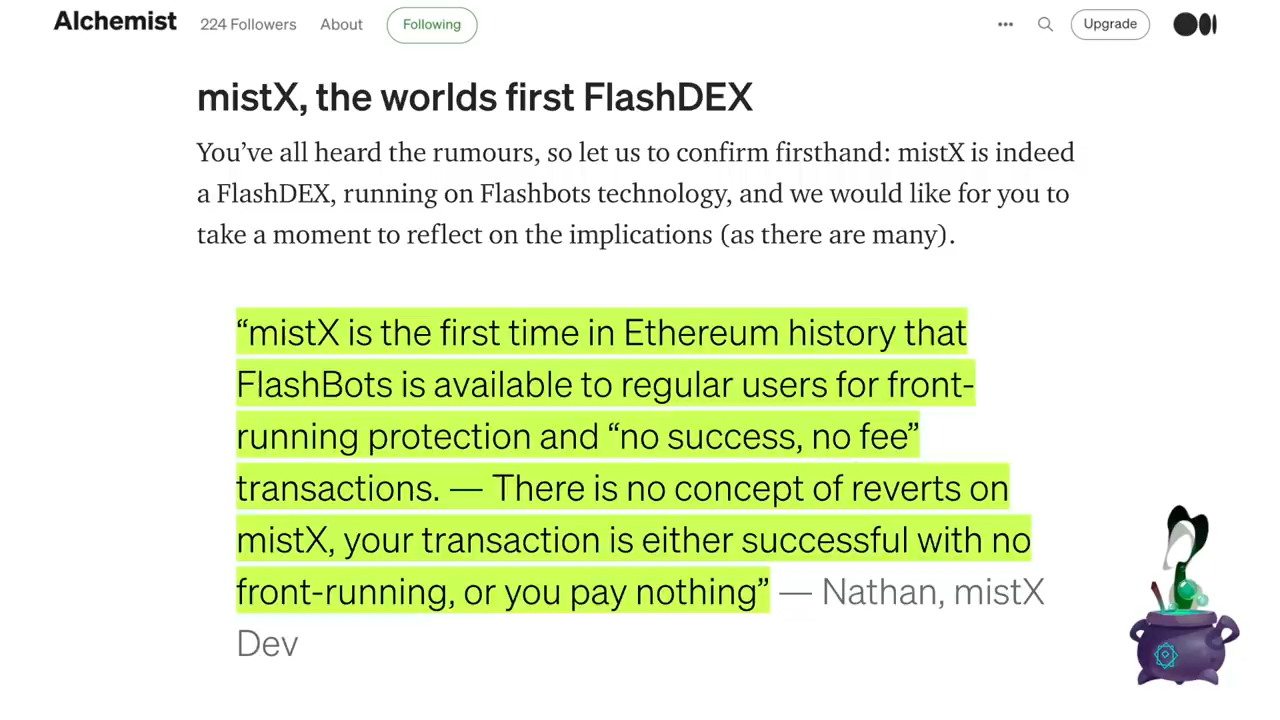 Alchemist 224 Followers About Following ••• Upgrade
mistX, the worlds first FlashDEX
You’ve all heard the rumours, so let us to confirm firsthand: mistX is indeed
a FlashDEX, running on Flashbots technology, and we would like for you to
take a moment to reflect on the implications (as there are many).
“mistX is the first time in Ethereum history that
FlashBots is available to regular users for front-
running protection and “no success, no fee”
transactions. — There is no concept of reverts on
mistX, your transaction is either successful with no
front-running, or you pay nothing” — Nathan, mistX
Dev